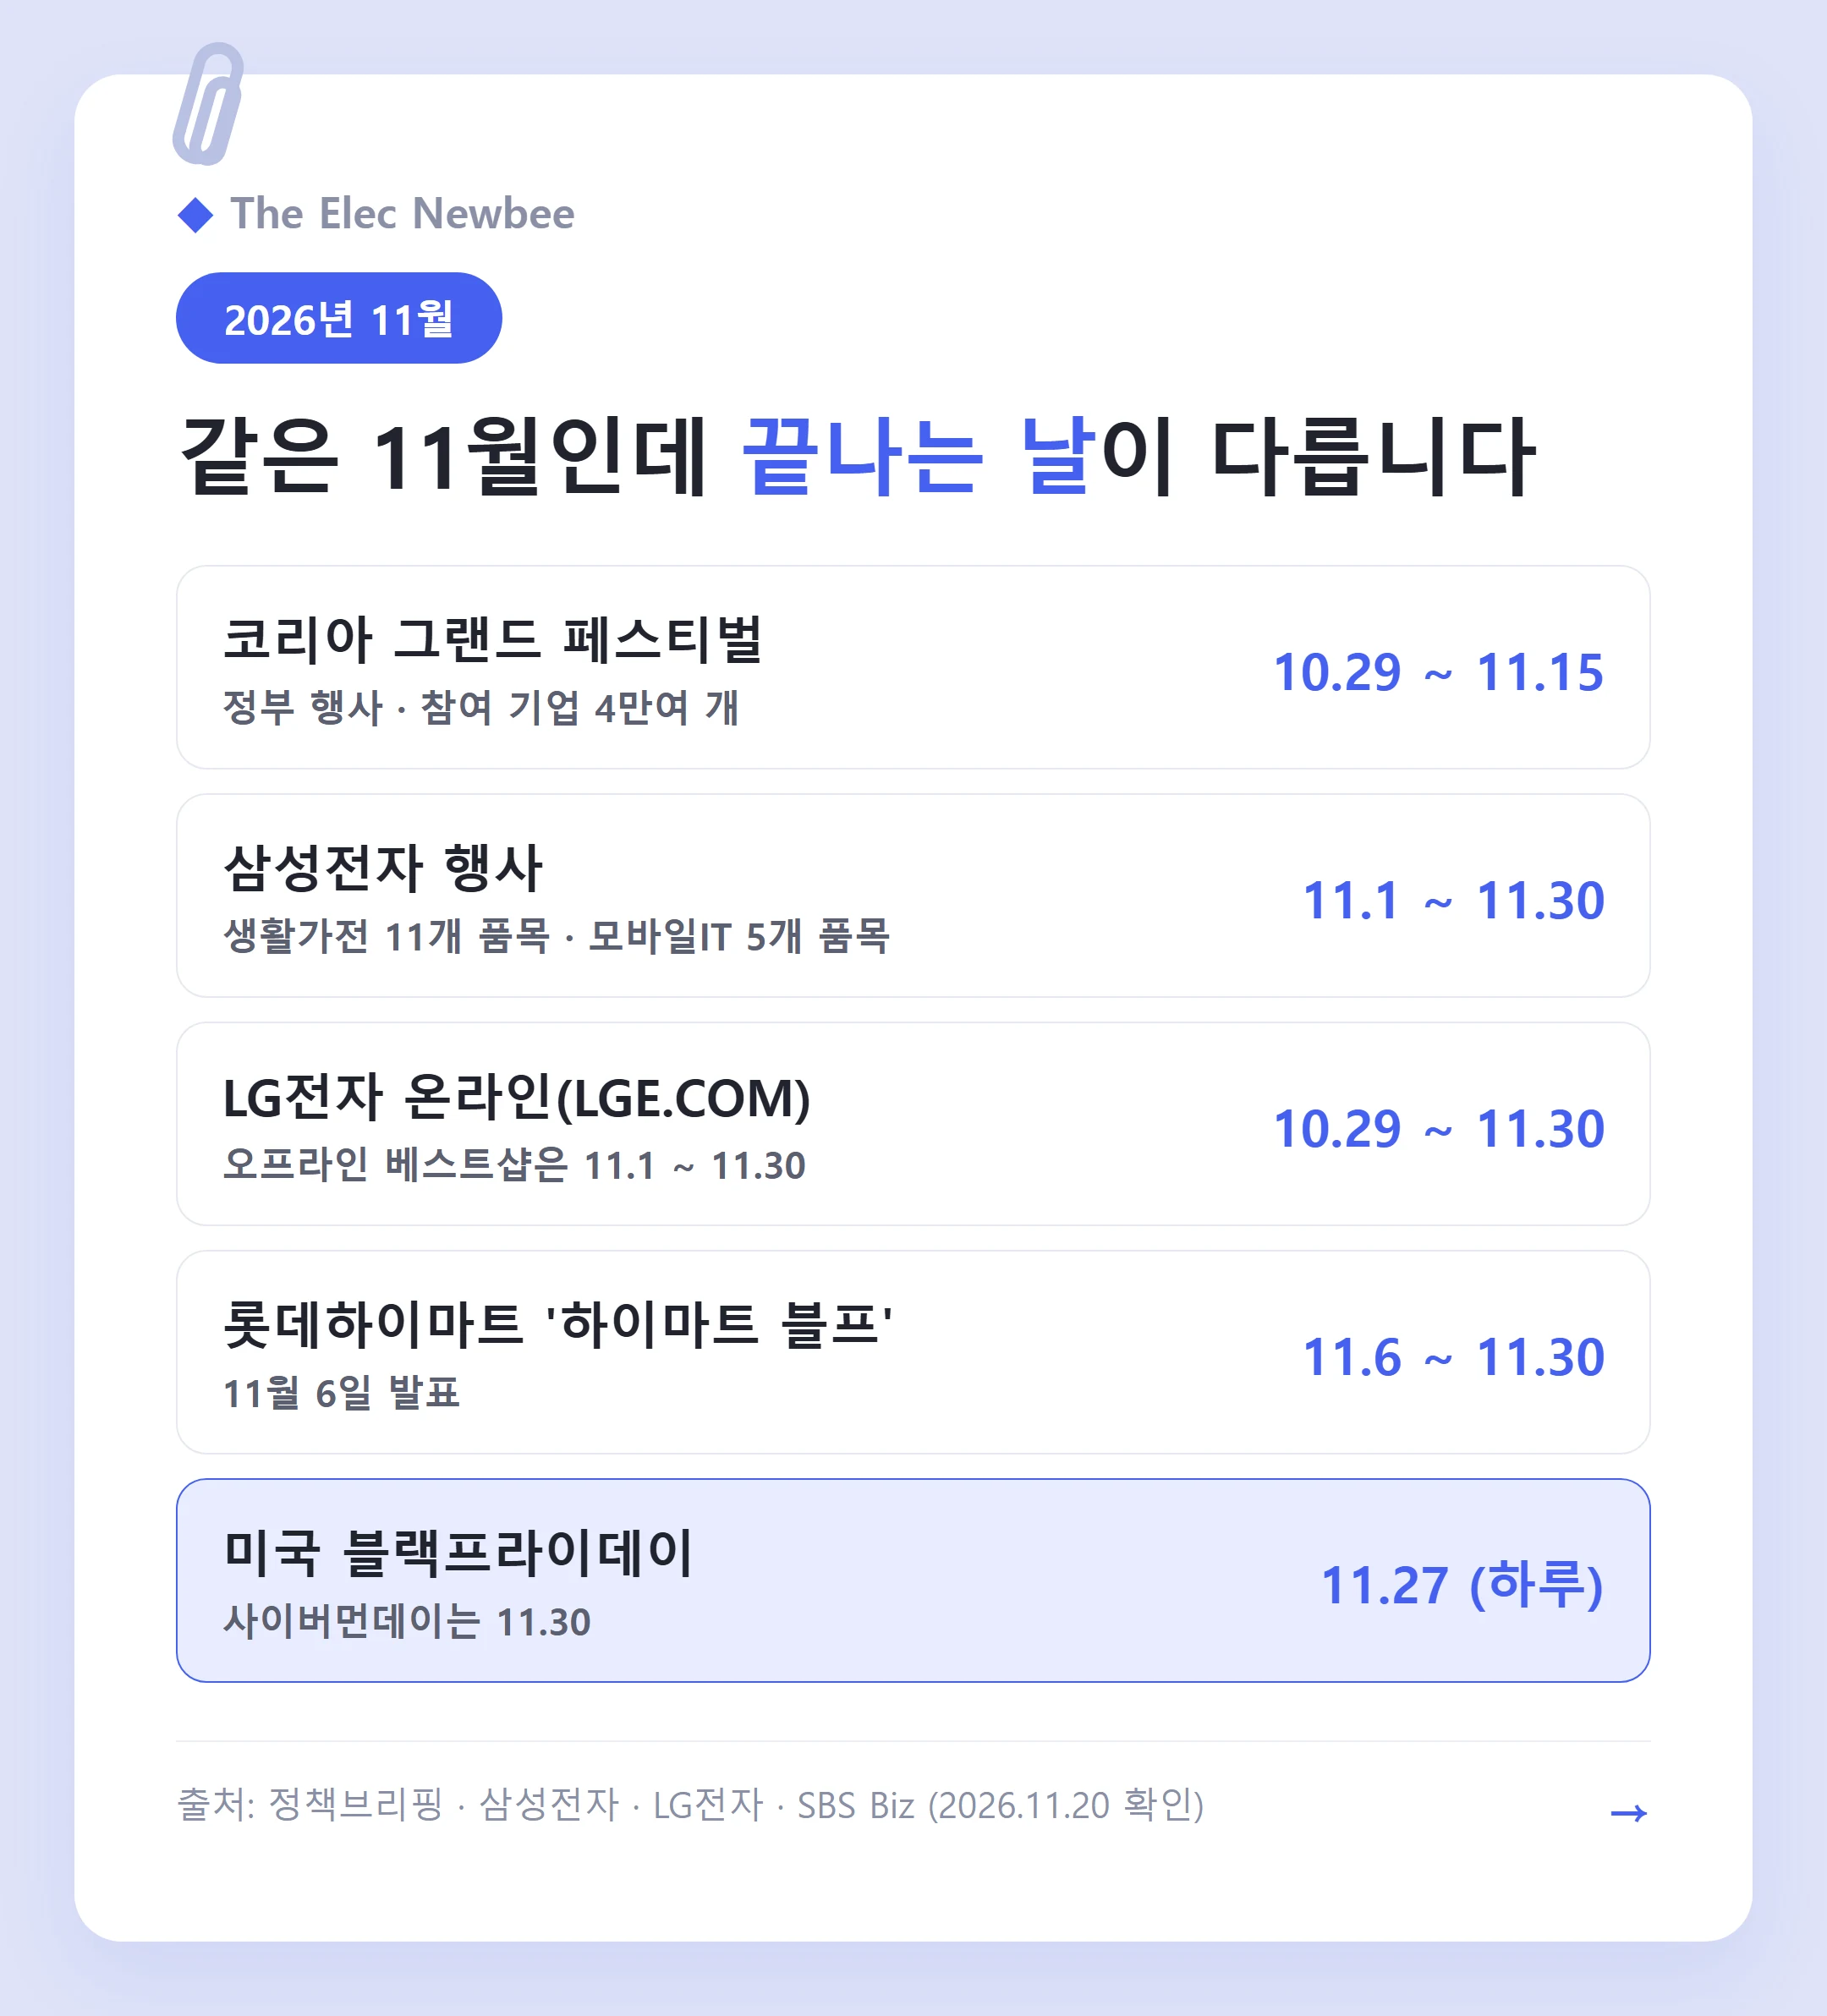 The Elec Newbee
2026년 11월
같은 11월인데 끝나는 날이 다릅니다
코리아 그랜드 페스티벌
정부 행사 · 참여 기업 4만여 개
10.29 ~ 11.15
삼성전자 행사
생활가전 11개 품목 · 모바일IT 5개 품목
11.1 ~ 11.30
LG전자 온라인(LGE.COM)
오프라인 베스트샵은 11.1 ~ 11.30
10.29 ~ 11.30
롯데하이마트 '하이마트 블프'
11월 6일 발표
11.6 ~ 11.30
미국 블랙프라이데이
사이버먼데이는 11.30
11.27 (하루)
출처: 정책브리핑 · 삼성전자 · LG전자 · SBS Biz (2026.11.20 확인)
→